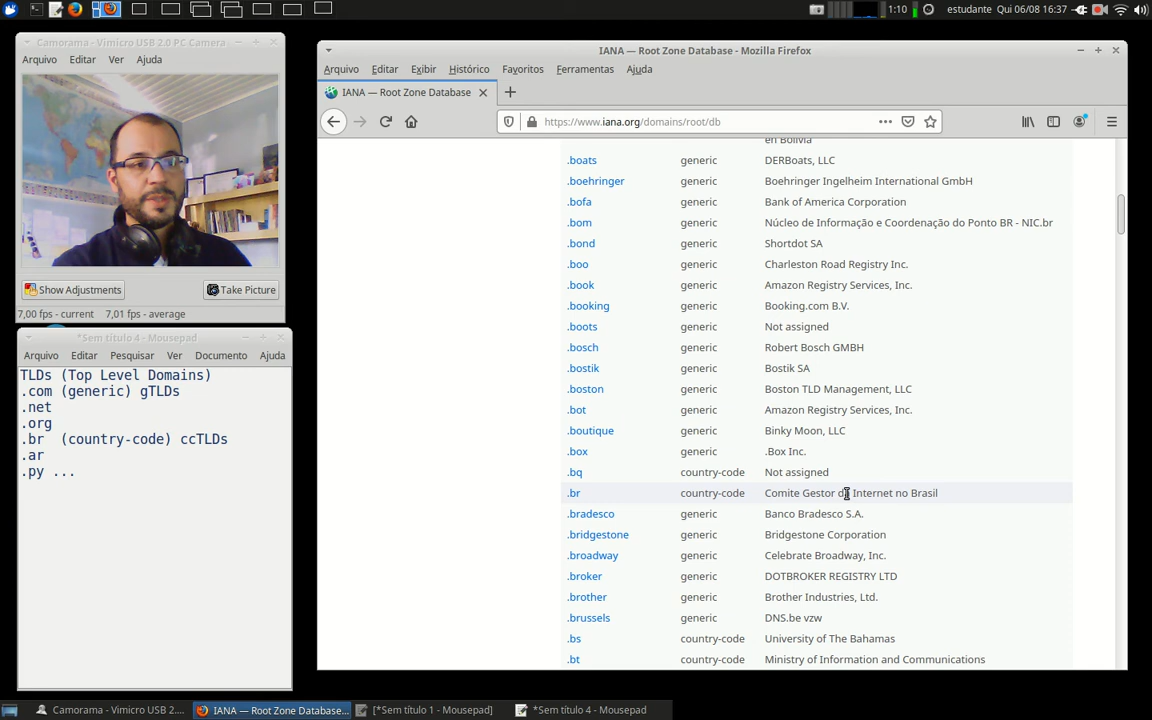 1:10
estudante Qui 06/08 16:37
Camorama - Vimicro USB 2.0 PC Camera
Arquivo Editar Ver Ajuda
Show Adjustments Take Picture
7,00 fps - current 7,01 fps - average
*Sem título 4 - Mousepad
Arquivo Editar Pesquisar Ver Documento Ajuda
TLDs (Top Level Domains)
.com (generic) gTLDs
.net
.org
.br (country-code) ccTLDs
.ar
.py ...
IANA — Root Zone Database - Mozilla Firefox
Arquivo Editar Exibir Histórico Favoritos Ferramentas Ajuda
IANA — Root Zone Database
https://www.iana.org/domains/root/db
en Bolivia
.boats generic DERBoats, LLC
.boehringer generic Boehringer Ingelheim International GmbH
.bofa generic Bank of America Corporation
.bom generic Núcleo de Informação e Coordenação do Ponto BR - NIC.br
.bond generic Shortdot SA
.boo generic Charleston Road Registry Inc.
.book generic Amazon Registry Services, Inc.
.booking generic Booking.com B.V.
.boots generic Not assigned
.bosch generic Robert Bosch GMBH
.bostik generic Bostik SA
.boston generic Boston TLD Management, LLC
.bot generic Amazon Registry Services, Inc.
.boutique generic Binky Moon, LLC
.box generic .Box Inc.
.bq country-code Not assigned
.br country-code Comite Gestor da Internet no Brasil
.bradesco generic Banco Bradesco S.A.
.bridgestone generic Bridgestone Corporation
.broadway generic Celebrate Broadway, Inc.
.broker generic DOTBROKER REGISTRY LTD
.brother generic Brother Industries, Ltd.
.brussels generic DNS.be vzw
.bs country-code University of The Bahamas
.bt country-code Ministry of Information and Communications
Camorama - Vimicro USB 2.... IANA — Root Zone Database... [*Sem título 1 - Mousepad] *Sem título 4 - Mousepad